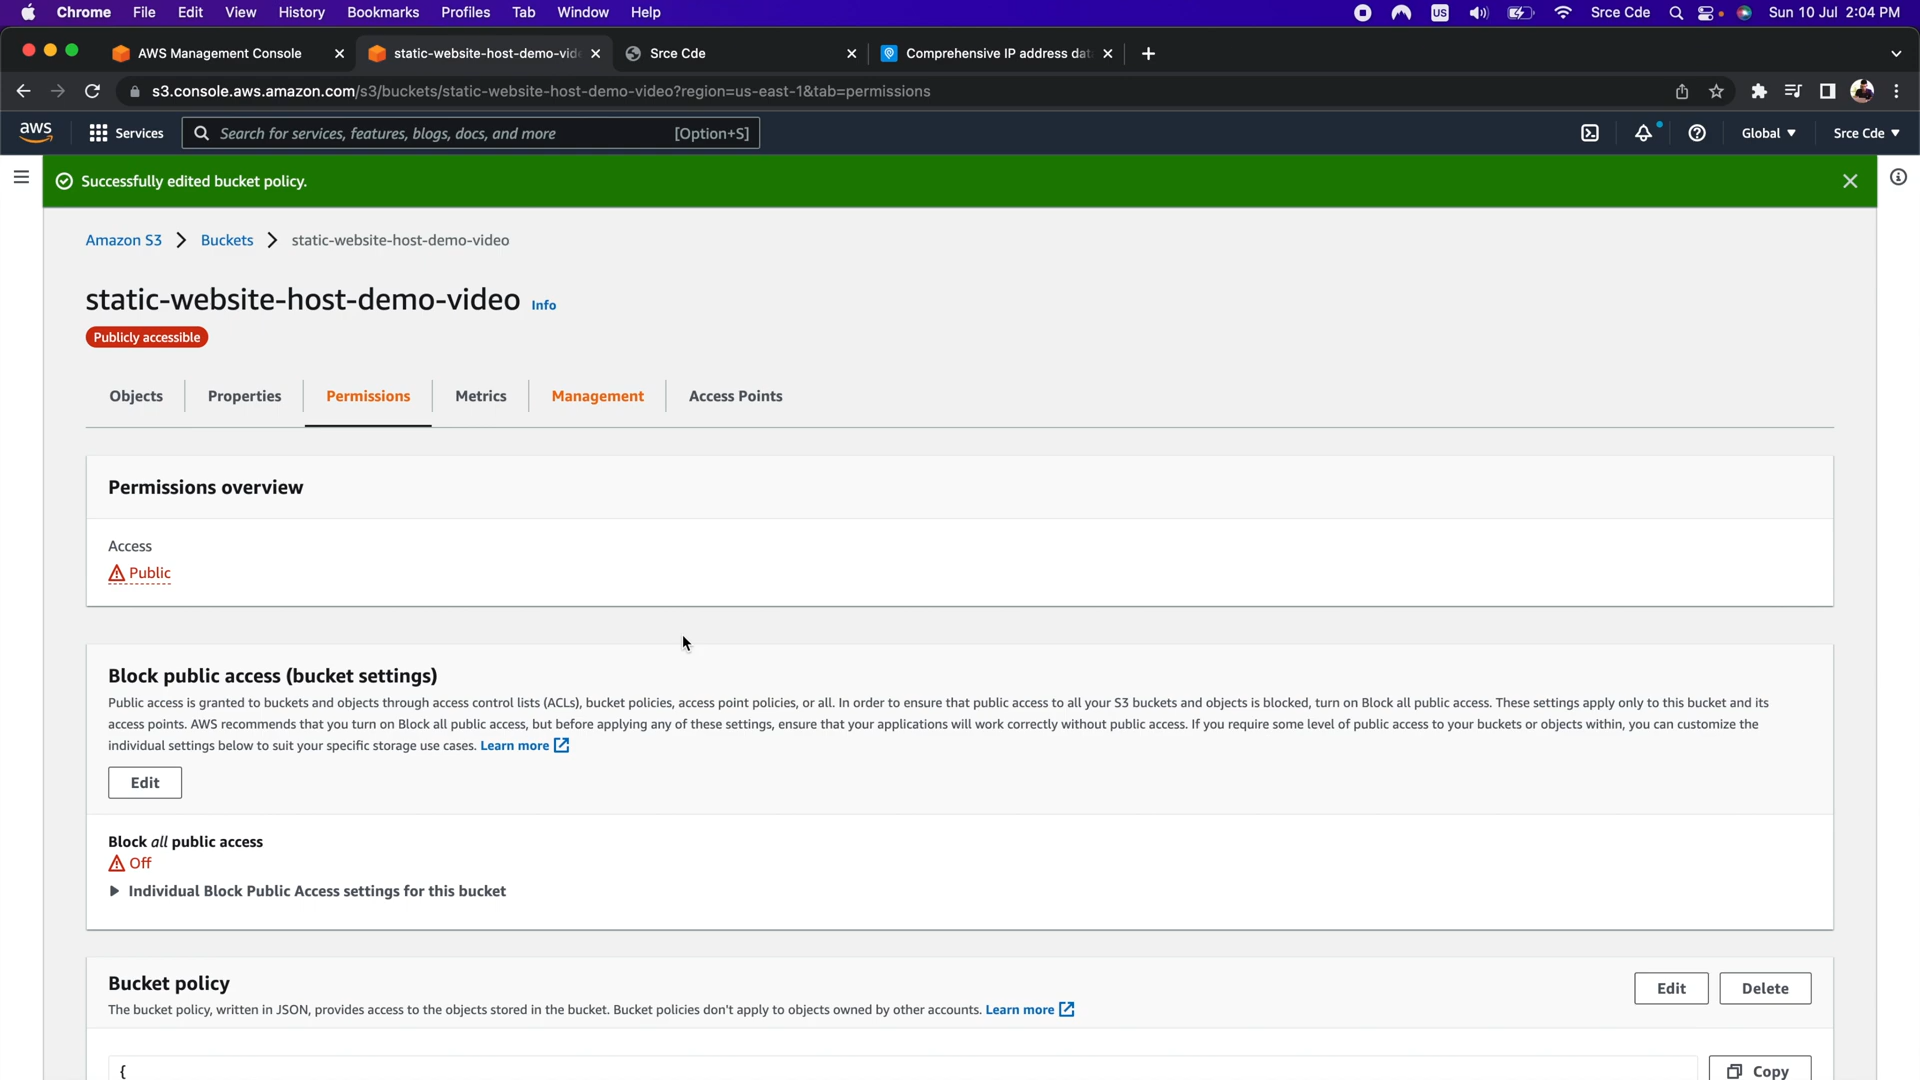 Chrome File Edit View History Bookmarks Profiles Tab Window Help US Srce Cde Sun 10 Jul 2:04 PM
AWS Management Console static-website-host-demo-vid Srce Cde Comprehensive IP address dat
s3.console.aws.amazon.com/s3/buckets/static-website-host-demo-video?region=us-east-1&tab=permissions
aws Services Search for services, features, blogs, docs, and more [Option+S] Global Srce Cde
Successfully edited bucket policy.
Amazon S3 Buckets static-website-host-demo-video
static-website-host-demo-video Info
Publicly accessible
Objects Properties Permissions Metrics Management Access Points
Permissions overview
Access
Public
Block public access (bucket settings)
Public access is granted to buckets and objects through access control lists (ACLs), bucket policies, access point policies, or all. In order to ensure that public access to all your S3 buckets and objects is blocked, turn on Block all public access. These settings apply only to this bucket and its
access points. AWS recommends that you turn on Block all public access, but before applying any of these settings, ensure that your applications will work correctly without public access. If you require some level of public access to your buckets or objects within, you can customize the
individual settings below to suit your specific storage use cases. Learn more
Edit
Block all public access
Off
Individual Block Public Access settings for this bucket
Bucket policy Edit Delete
The bucket policy, written in JSON, provides access to the objects stored in the bucket. Bucket policies don't apply to objects owned by other accounts. Learn more
{ Copy